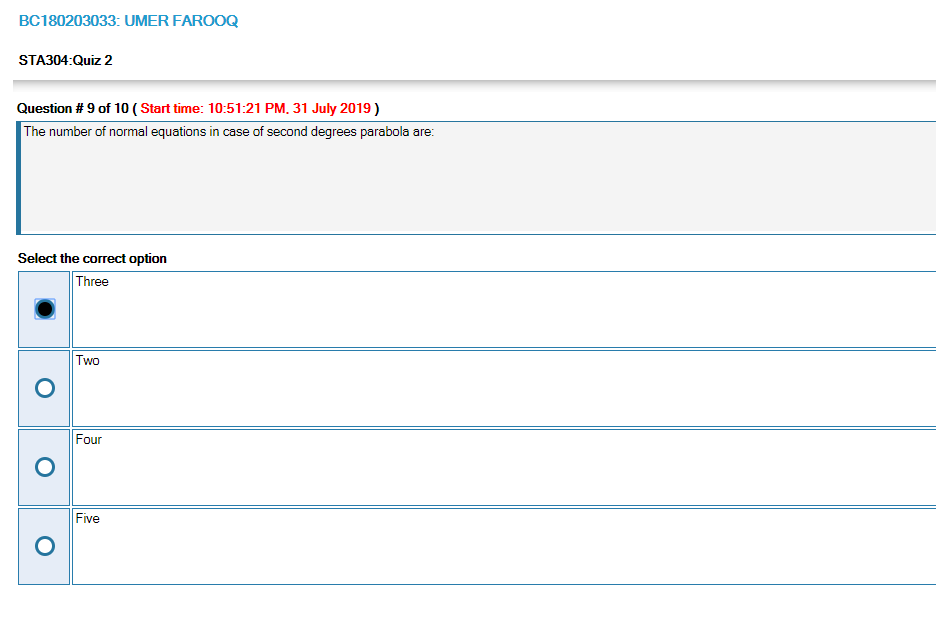 BC180203033: UMER FAROOQ
STA304:Quiz 2
Question # 9 of 10 ( Start time: 10:51:21 PM, 31 July 2019 )
The number of normal equations in case of second degrees parabola are:
Select the correct option
Three
Two
Four
Five